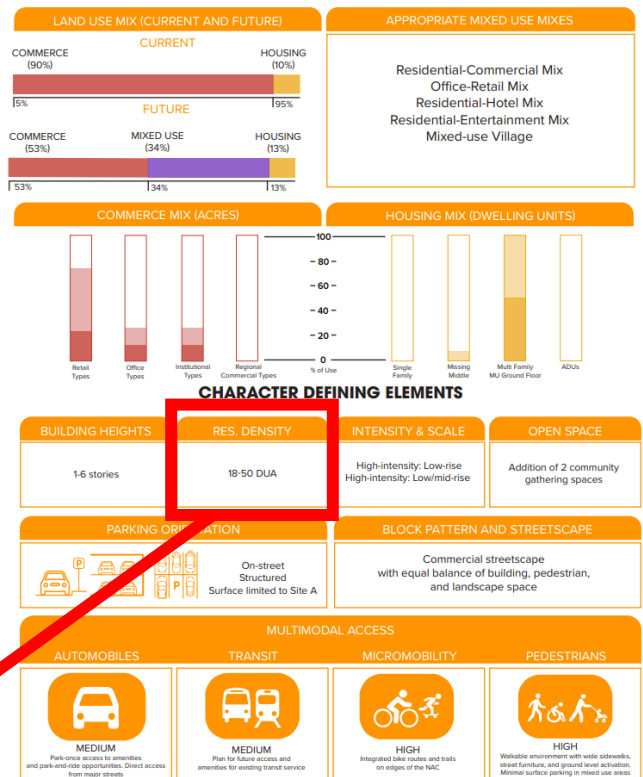 LAND USE MIX (CURRENT AND FUTURE)
CURRENT
COMMERCE
(90%)
HOUSING
(10%)
5%
95%
FUTURE
COMMERCE
(53%)
MIXED USE
(34%)
HOUSING
(13%)
53%
34%
13%
APPROPRIATE MIXED USE MIXES
Residential-Commercial Mix
Office-Retail Mix
Residential-Hotel Mix
Residential-Entertainment Mix
Mixed-use Village
COMMERCE MIX (ACRES)
HOUSING MIX (DWELLING UNITS)
100
- 80 -
- 60 -
- 40 -
- 20 -
0
% of Use
Retail
Types
Office
Types
Institutional
Types
Regional
Commercial Types
Single
Family
Missing
Middle
Multi Family
MU Ground Floor
ADUs
CHARACTER DEFINING ELEMENTS
BUILDING HEIGHTS
1-6 stories
RES. DENSITY
18-50 DUA
INTENSITY & SCALE
High-intensity: Low-rise
High-intensity: Low/mid-rise
OPEN SPACE
Addition of 2 community
gathering spaces
PARKING ORIENTATION
P
P
On-street
Structured
Surface limited to Site A
BLOCK PATTERN AND STREETSCAPE
Commercial streetscape
with equal balance of building, pedestrian,
and landscape space
MULTIMODAL ACCESS
AUTOMOBILES
MEDIUM
Park-once access to amenities
and park-and-ride opportunities. Direct access
from major streets
TRANSIT
MEDIUM
Plan for future access and
amenities for existing transit service
MICROMOBILITY
HIGH
Integrated bike routes and trails
on edges of the NAC
PEDESTRIANS
HIGH
Walkable environment with wide sidewalks,
street furniture, and ground level activation.
Minimal surface parking in mixed use areas